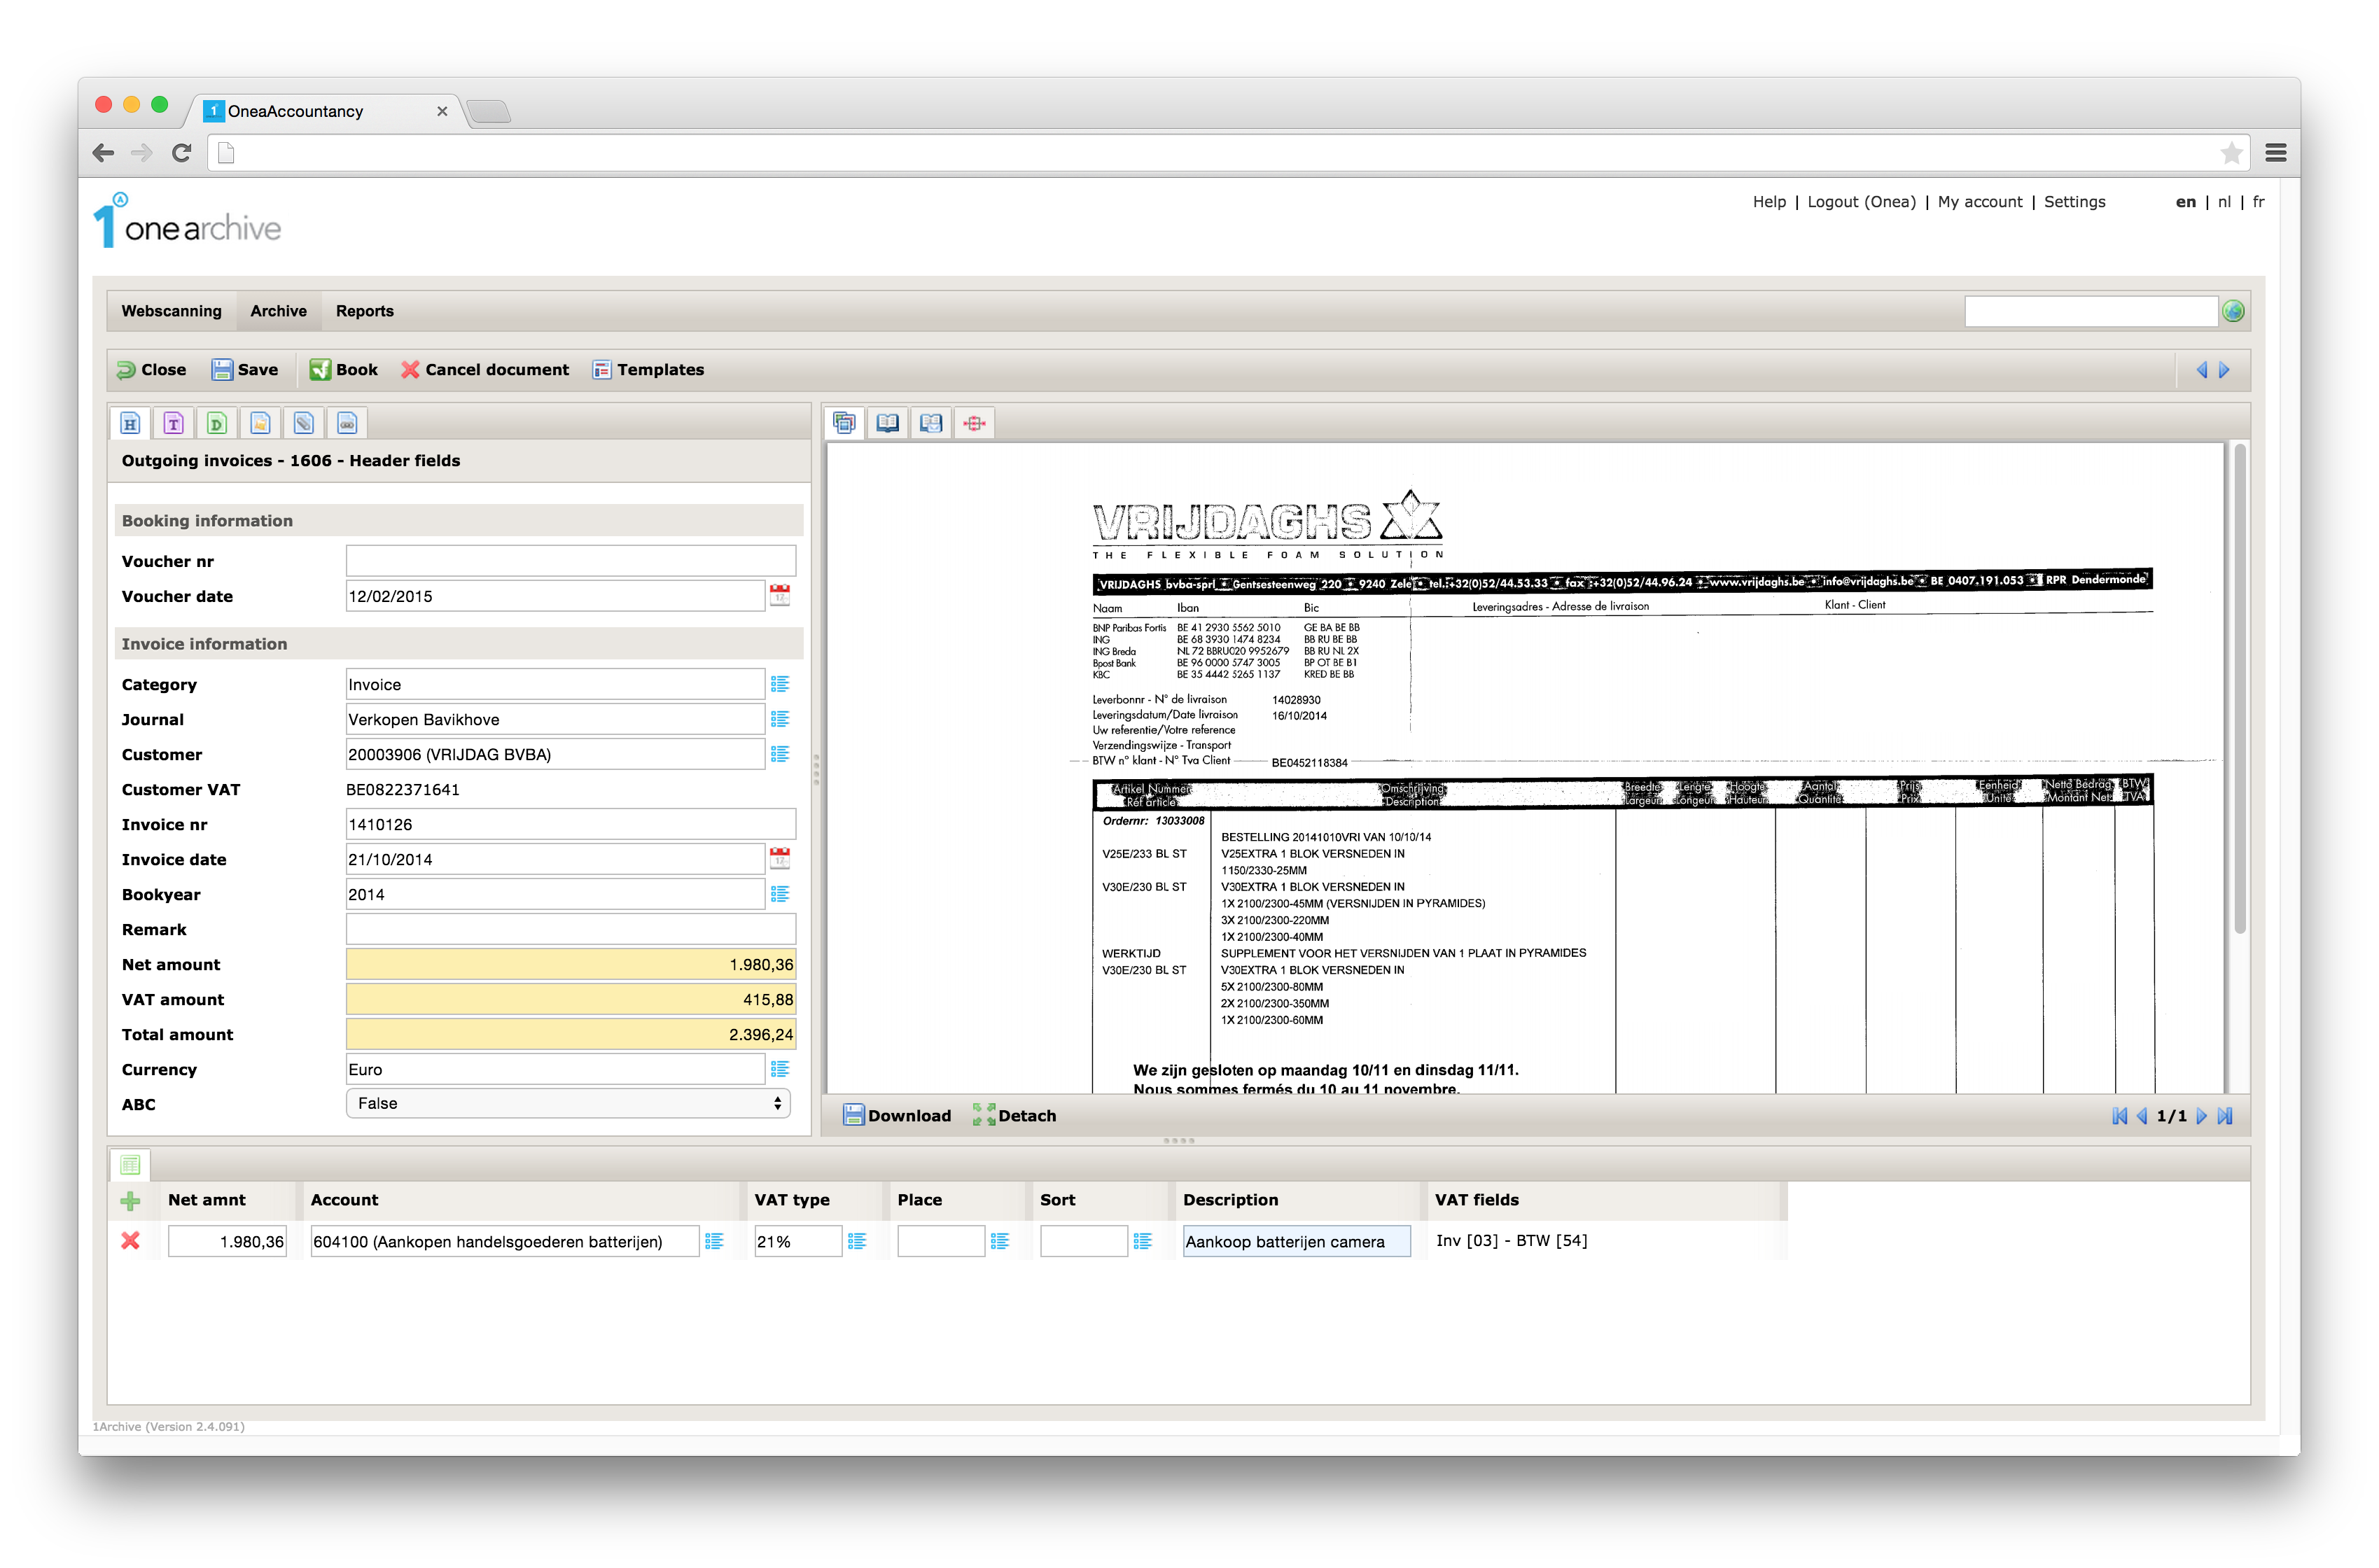 OneaAccountancy
1 A one archive
Help | Logout (Onea) | My account | Settings en | nl | fr
Webscanning Archive Reports
Close Save Book Cancel document Templates
H T D
Outgoing invoices - 1606 - Header fields
Booking information
Voucher nr
Voucher date 12/02/2015
Invoice information
Category Invoice
Journal Verkopen Bavikhove
Customer 20003906 (VRIJDAG BVBA)
Customer VAT BE0822371641
Invoice nr 1410126
Invoice date 21/10/2014
Bookyear 2014
Remark
Net amount 1.980,36
VAT amount 415,88
Total amount 2.396,24
Currency Euro
ABC False
VRIJDAGHS
THE FLEXIBLE FOAM SOLUTION
VRIJDAGHS bvba-sprl Gentsesteenweg 220 9240 Zele tel.:+32(0)52/44.53.33 fax :+32(0)52/44.96.24 www.vrijdaghs.be info@vrijdaghs.be BE 0407.191.053 RPR Dendermonde
Naam Iban Bic Leveringsadres - Adresse de livraison Klant - Client
BNP Paribas Fortis BE 41 2930 5562 5010 GE BA BE BB
ING BE 68 3930 1474 8234 BB RU BE BB
ING Breda NL 72 BBRU020 9952679 BB RU NL 2X
Bpost Bank BE 96 0000 5747 3005 BP OT BE B1
KBC BE 35 4442 5265 1137 KRED BE BB
Leverbonnr - N° de livraison 14028930
Leveringsdatum/Date livraison 16/10/2014
Uw referentie/Votre reference
Verzendingswijze - Transport
BTW n° klant - N° Tva Client BE0452118384
Artikel Nummer Omschrijving Breedte Lengte Hoogte Aantal Prijs Eenheid Netto Bedrag BTW
Réf article Description Largeur Longeur Hauteur Quantité Prix Unité Montant Net TVA
Ordernr: 13033008
BESTELLING 20141010VRI VAN 10/10/14
V25E/233 BL ST V25EXTRA 1 BLOK VERSNEDEN IN
1150/2330-25MM
V30E/230 BL ST V30EXTRA 1 BLOK VERSNEDEN IN
1X 2100/2300-45MM (VERSNIJDEN IN PYRAMIDES)
3X 2100/2300-220MM
1X 2100/2300-40MM
WERKTIJD SUPPLEMENT VOOR HET VERSNIJDEN VAN 1 PLAAT IN PYRAMIDES
V30E/230 BL ST V30EXTRA 1 BLOK VERSNEDEN IN
5X 2100/2300-80MM
2X 2100/2300-350MM
1X 2100/2300-60MM
We zijn gesloten op maandag 10/11 en dinsdag 11/11.
Nous sommes fermés du 10 au 11 novembre.
Download Detach 1/1
Net amnt Account VAT type Place Sort Description VAT fields
1.980,36 604100 (Aankopen handelsgoederen batterijen) 21% Aankoop batterijen camera Inv [03] - BTW [54]
1Archive (Version 2.4.091)